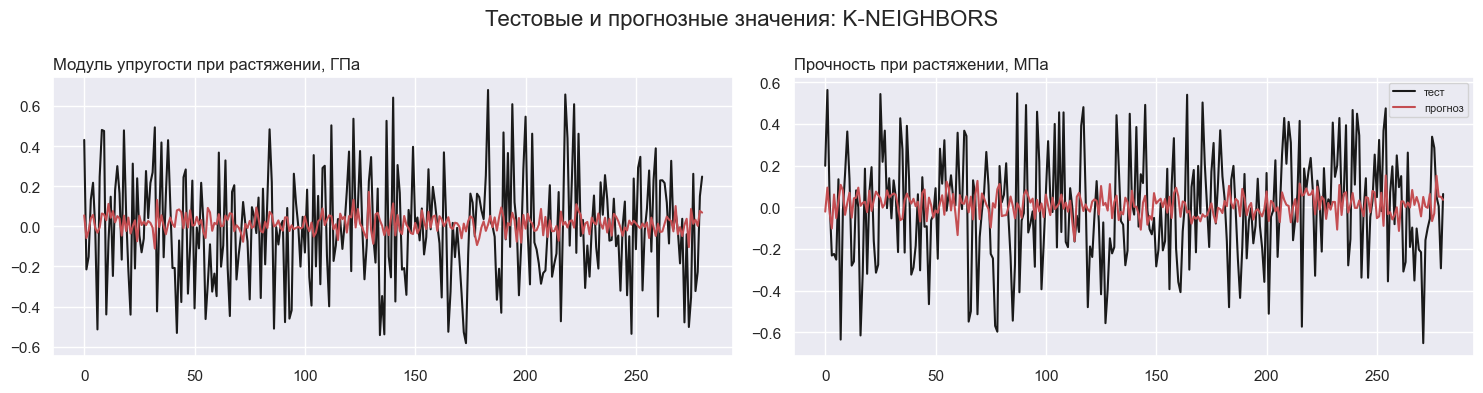 Тестовые и прогнозные значения: K-NEIGHBORS
Модуль упругости при растяжении, ГПа
0.6
0.4
0.2
0.0
−0.2
−0.4
−0.6
0 50 100 150 200 250
Прочность при растяжении, МПа
тест
прогноз
0.6
0.4
0.2
0.0
−0.2
−0.4
−0.6
0 50 100 150 200 250